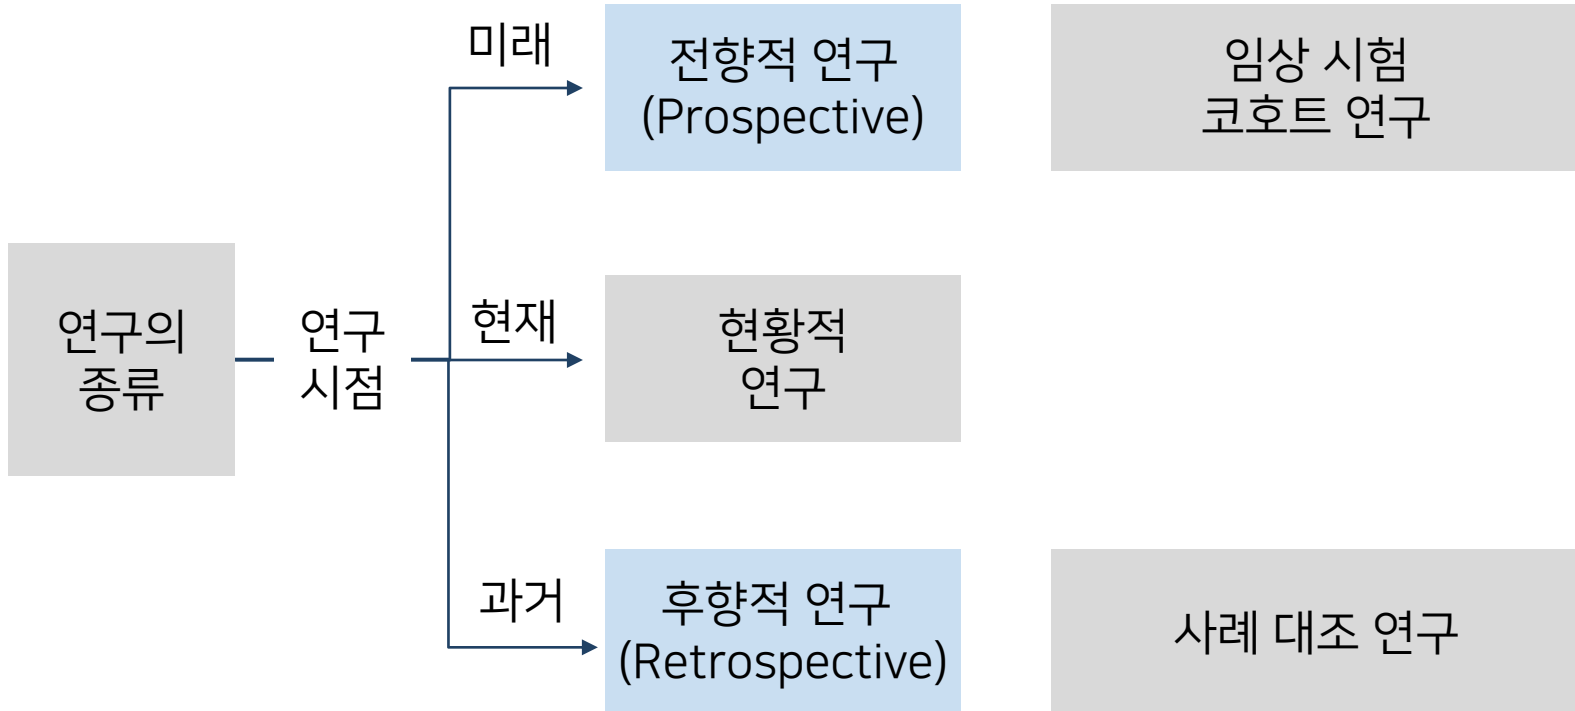 연구의
종류
연구
시점
미래
전향적 연구
(Prospective)
임상 시험
코호트 연구
현재
현황적
연구
과거
후향적 연구
(Retrospective)
사례 대조 연구